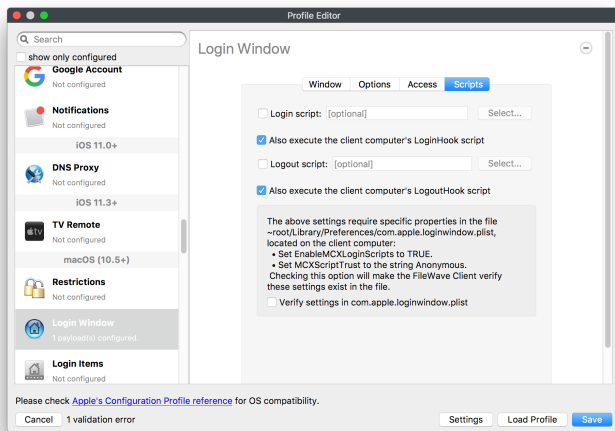 Profile Editor
Search
show only configured
Google Account
Not configured
Notifications
Not configured
iOS 11.0+
DNS Proxy
Not configured
iOS 11.3+
tv
TV Remote
Not configured
macOS (10.5+)
Restrictions
Not configured
Login Window
1 payload(s) configured.
Login Items
Not configured
Login Window
Window Options Access Scripts
Login script: [optional] Select...
Also execute the client computer's LoginHook script
Logout script: [optional] Select...
Also execute the client computer's LogoutHook script
The above settings require specific properties in the file
~root/Library/Preferences/com.apple.loginwindow.plist,
located on the client computer:
• Set EnableMCXLoginScripts to TRUE.
• Set MCXScriptTrust to the string Anonymous.
Checking this option will make the FileWave Client verify
these settings exist in the file.
Verify settings in com.apple.loginwindow.plist
Please check Apple's Configuration Profile reference for OS compatibility.
Cancel 1 validation error Settings Load Profile Save